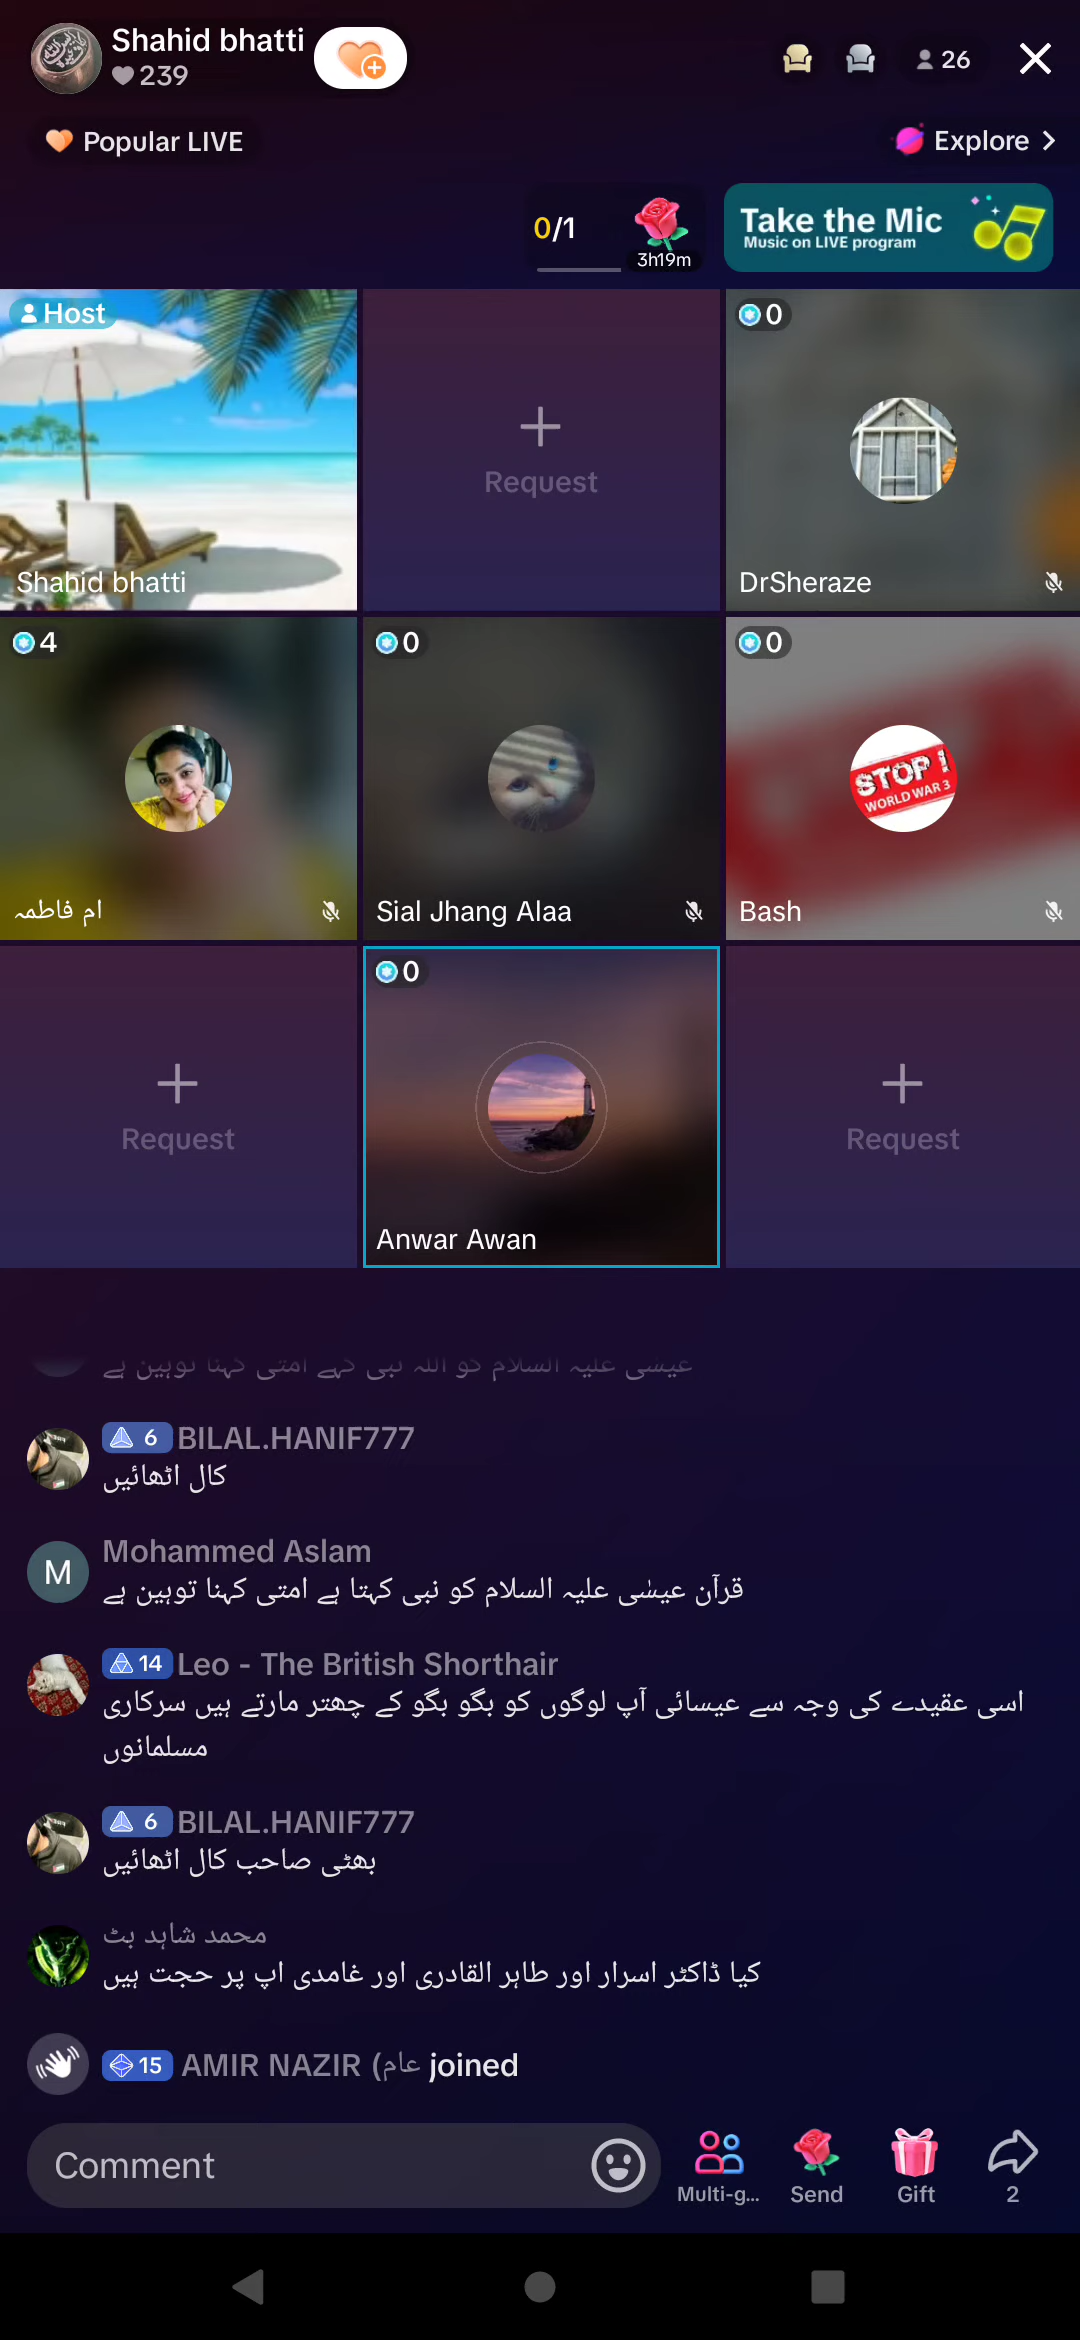 Shahid bhatti
239
26
Popular LIVE
Explore
0/1
3h19m
Take the Mic
Music on LIVE program
Host
Shahid bhatti
Request
0
DrSheraze
4
ام فاطمہ
0
Sial Jhang Alaa
0
STOP !
WORLD WAR 3
Bash
Request
0
Anwar Awan
Request
عیسی علیہ السلام کو اللہ نبی کہے امتی کہنا توہین ہے
6 BILAL.HANIF777
کال اٹھائیں
M
Mohammed Aslam
قرآن عیسٰی علیہ السلام کو نبی کہتا ہے امتی کہنا توہین ہے
14 Leo - The British Shorthair
اسی عقیدے کی وجہ سے عیسائی آپ لوگوں کو بگو بگو کے چھتر مارتے ہیں سرکاری
مسلمانوں
6 BILAL.HANIF777
بھٹی صاحب کال اٹھائیں
محمد شاہد بٹ
کیا ڈاکٹر اسرار اور طاہر القادری اور غامدی اپ پر حجت ہیں
15 AMIR NAZIR (عام joined
Comment
Multi-g...
Send
Gift
2